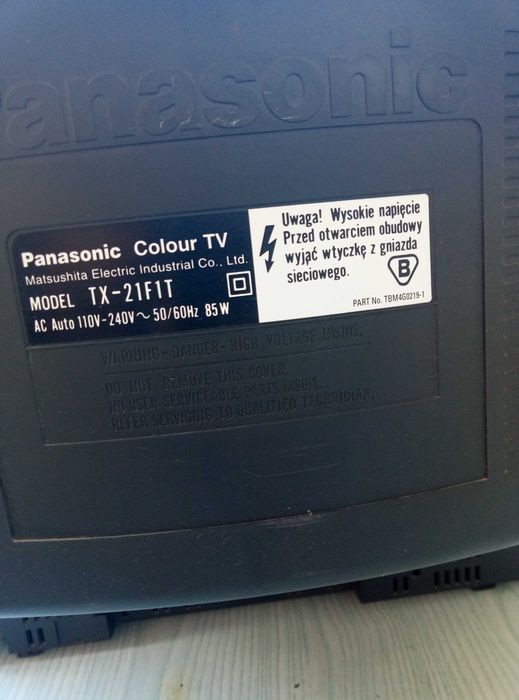 Panasonic
Panasonic Colour TV
Matsushita Electric Industrial Co., Ltd.
MODEL TX-21F1T
AC Auto 110V-240V~ 50/60Hz 85W
Uwaga! Wysokie napięcie
Przed otwarciem obudowy
wyjąć wtyczkę z gniazda
sieciowego.
B
PART No. TBM4G0219-1
WARNING-DANGER-HIGH VOLTAGE INSIDE.
DO NOT REMOVE THIS COVER.
NO USER SERVICEABLE PARTS INSIDE.
REFER SERVICING TO QUALIFIED TECHNICIAN.